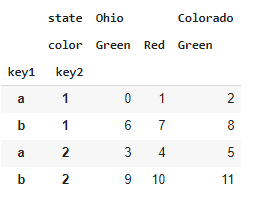 state Ohio Colorado
color Green Red Green
key1 key2
a 1 0 1 2
b 1 6 7 8
a 2 3 4 5
b 2 9 10 11